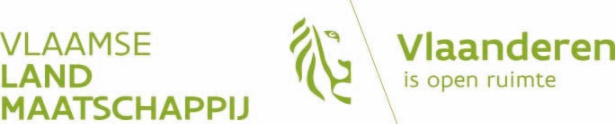 VLAAMSE
LAND
MAATSCHAPPIJ
Vlaanderen
is open ruimte